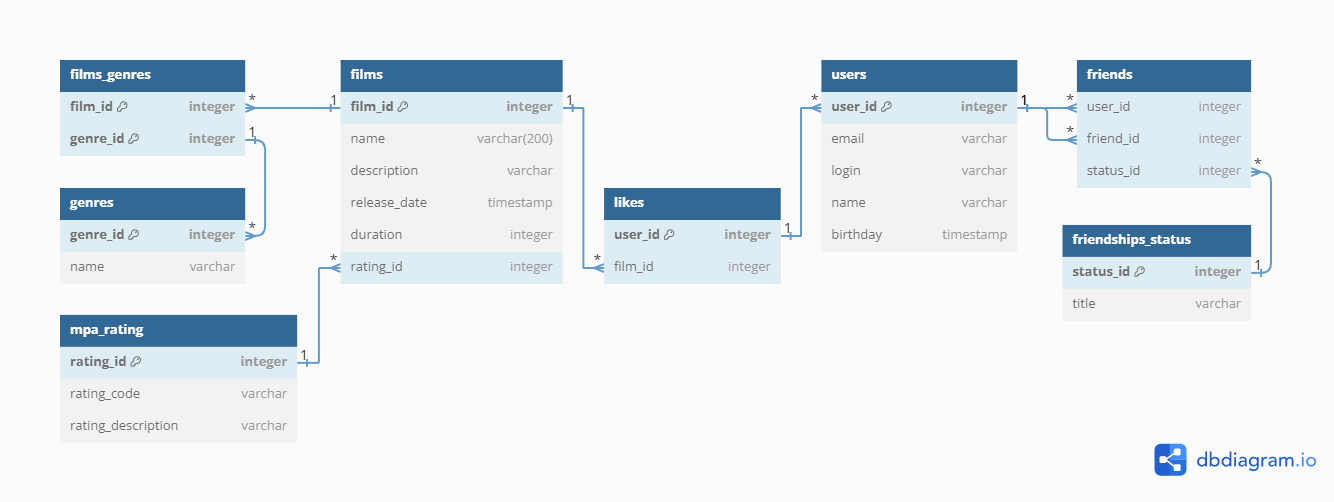 films_genres
film_id integer
genre_id integer
genres
genre_id integer
name varchar
mpa_rating
rating_id integer
rating_code varchar
rating_description varchar
films
film_id integer
name varchar(200)
description varchar
release_date timestamp
duration integer
rating_id integer
likes
user_id integer
film_id integer
users
user_id integer
email varchar
login varchar
name varchar
birthday timestamp
friends
user_id integer
friend_id integer
status_id integer
friendships_status
status_id integer
title varchar
* 1
1
*
1
*
1
*
1
*
1
*
*
*
1
dbdiagram.io